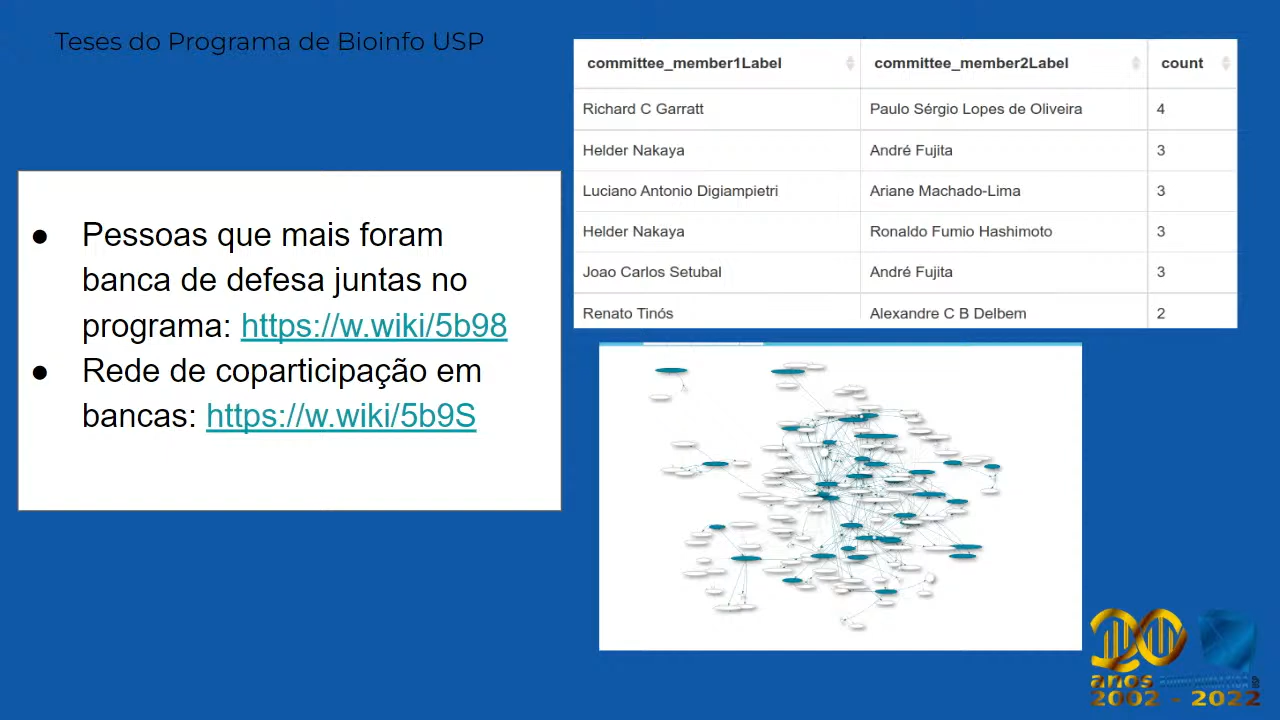 Teses do Programa de Bioinfo USP
committee_member1Label committee_member2Label count
Richard C Garratt Paulo Sérgio Lopes de Oliveira 4
Helder Nakaya André Fujita 3
Luciano Antonio Digiampietri Ariane Machado-Lima 3
Helder Nakaya Ronaldo Fumio Hashimoto 3
Joao Carlos Setubal André Fujita 3
Renato Tinós Alexandre C B Delbem 2
● Pessoas que mais foram
banca de defesa juntas no
programa: https://w.wiki/5b98
● Rede de coparticipação em
bancas: https://w.wiki/5b9S
20
anos
2002 - 2022